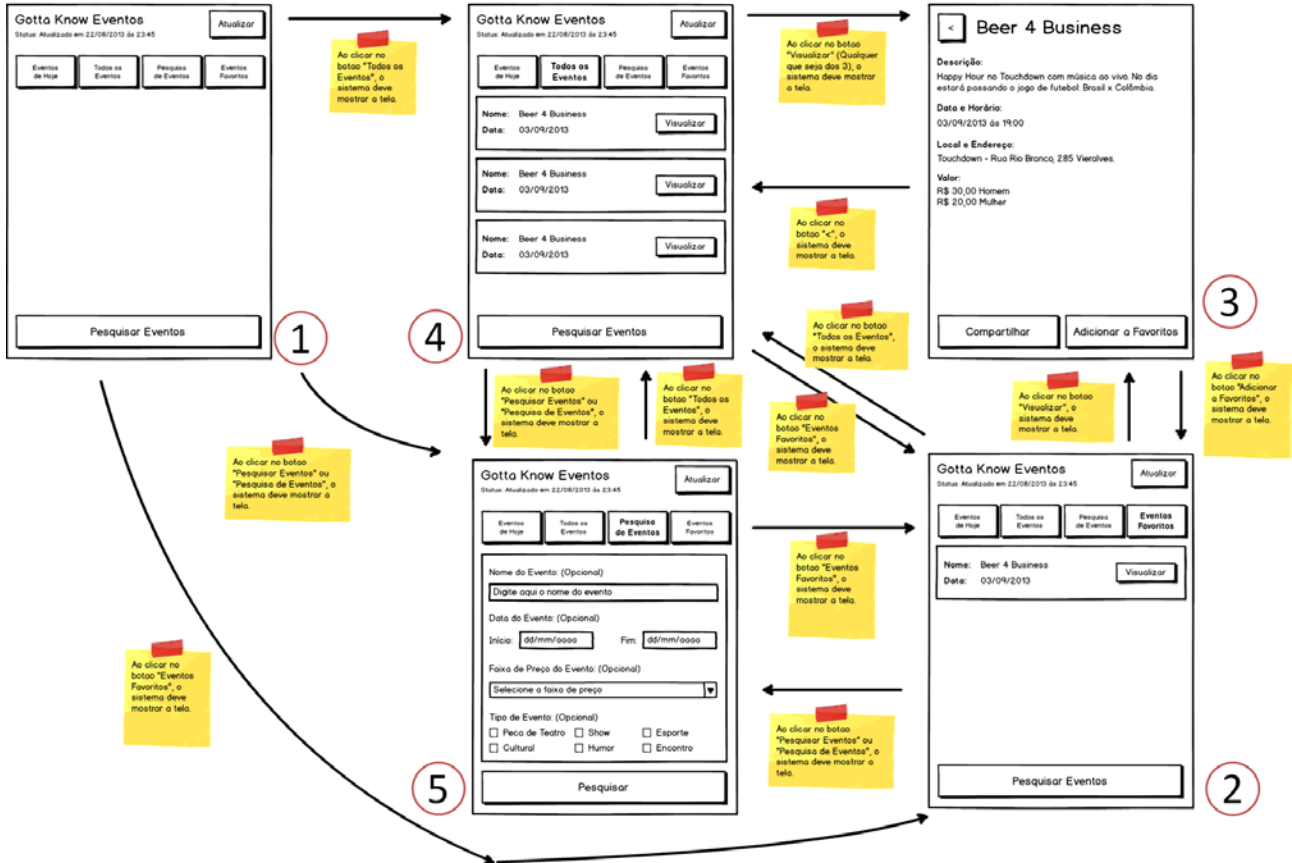 Gotta Know Eventos
Status: Atualizado em 22/08/2013 às 23:45
Atualizar
Eventos
de Hoje
Todos os
Eventos
Pesquisa
de Eventos
Eventos
Favoritos
Pesquisar Eventos
1
Ao clicar no
botao "Todos os
Eventos", o
sistema deve
mostrar a tela.
Gotta Know Eventos
Status: Atualizado em 22/08/2013 às 23:45
Atualizar
Eventos
de Hoje
Todos os
Eventos
Pesquisa
de Eventos
Eventos
Favoritos
Nome: Beer 4 Business
Data: 03/09/2013
Visualizar
Nome: Beer 4 Business
Data: 03/09/2013
Visualizar
Nome: Beer 4 Business
Data: 03/09/2013
Visualizar
Pesquisar Eventos
4
Ao clicar no botao
"Visualizar" (Qualquer
que seja dos 3), o
sistema deve mostrar
a tela.
Ao clicar no
botao "<", o
sistema deve
mostrar a tela.
< Beer 4 Business
Descrição:
Happy Hour no Touchdown com música ao vivo. No dia
estará passando o jogo de futebol: Brasil x Colômbia.
Data e Horário:
03/09/2013 às 19:00
Local e Endereço:
Touchdown - Rua Rio Branco, 285 Vieralves.
Valor:
R$ 30,00 Homem
R$ 20,00 Mulher
Compartilhar
Adicionar a Favoritos
3
Ao clicar no botao
"Todos os Eventos",
o sistema deve
mostrar a tela.
Ao clicar no botao
"Pesquisar Eventos" ou
"Pesquisa de Eventos", o
sistema deve mostrar a
tela.
Ao clicar no
botao "Todos os
Eventos", o
sistema deve
mostrar a tela.
Ao clicar no
botao "Eventos
Favoritos", o
sistema deve
mostrar a tela.
Ao clicar no botao
"Visualizar", o
sistema deve
mostrar a tela.
Ao clicar no
botao "Adicionar
a Favoritos", o
sistema deve
mostrar a tela.
Ao clicar no botao
"Pesquisar Eventos" ou
"Pesquisa de Eventos", o
sistema deve mostrar a
tela.
Ao clicar no
botao "Eventos
Favoritos", o
sistema deve
mostrar a tela.
Gotta Know Eventos
Status: Atualizado em 22/08/2013 às 23:45
Atualizar
Eventos
de Hoje
Todos os
Eventos
Pesquisa
de Eventos
Eventos
Favoritos
Nome do Evento: (Opcional)
Digite aqui o nome do evento
Data do Evento: (Opcional)
Início: dd/mm/aaaa Fim: dd/mm/aaaa
Faixa de Preço do Evento: (Opcional)
Selecione a faixa de preço
Tipo de Evento: (Opcional)
Peca de Teatro Show Esporte
Cultural Humor Encontro
Pesquisar
5
Ao clicar no
botao "Eventos
Favoritos", o
sistema deve
mostrar a tela.
Ao clicar no botao
"Pesquisar Eventos" ou
"Pesquisa de Eventos", o
sistema deve mostrar a
tela.
Gotta Know Eventos
Status: Atualizado em 22/08/2013 às 23:45
Atualizar
Eventos
de Hoje
Todos os
Eventos
Pesquisa
de Eventos
Eventos
Favoritos
Nome: Beer 4 Business
Data: 03/09/2013
Visualizar
Pesquisar Eventos
2